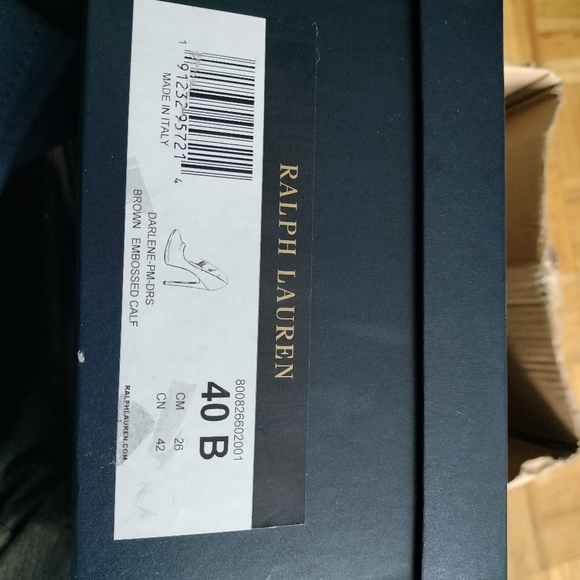 RALPH LAUREN
1 91232 95721 4
MADE IN ITALY
800826602001
40 B
DARLENE-PM-DRS
BROWN EMBOSSED CALF
CM 26
CN 42
RALPHLAUREN.COM